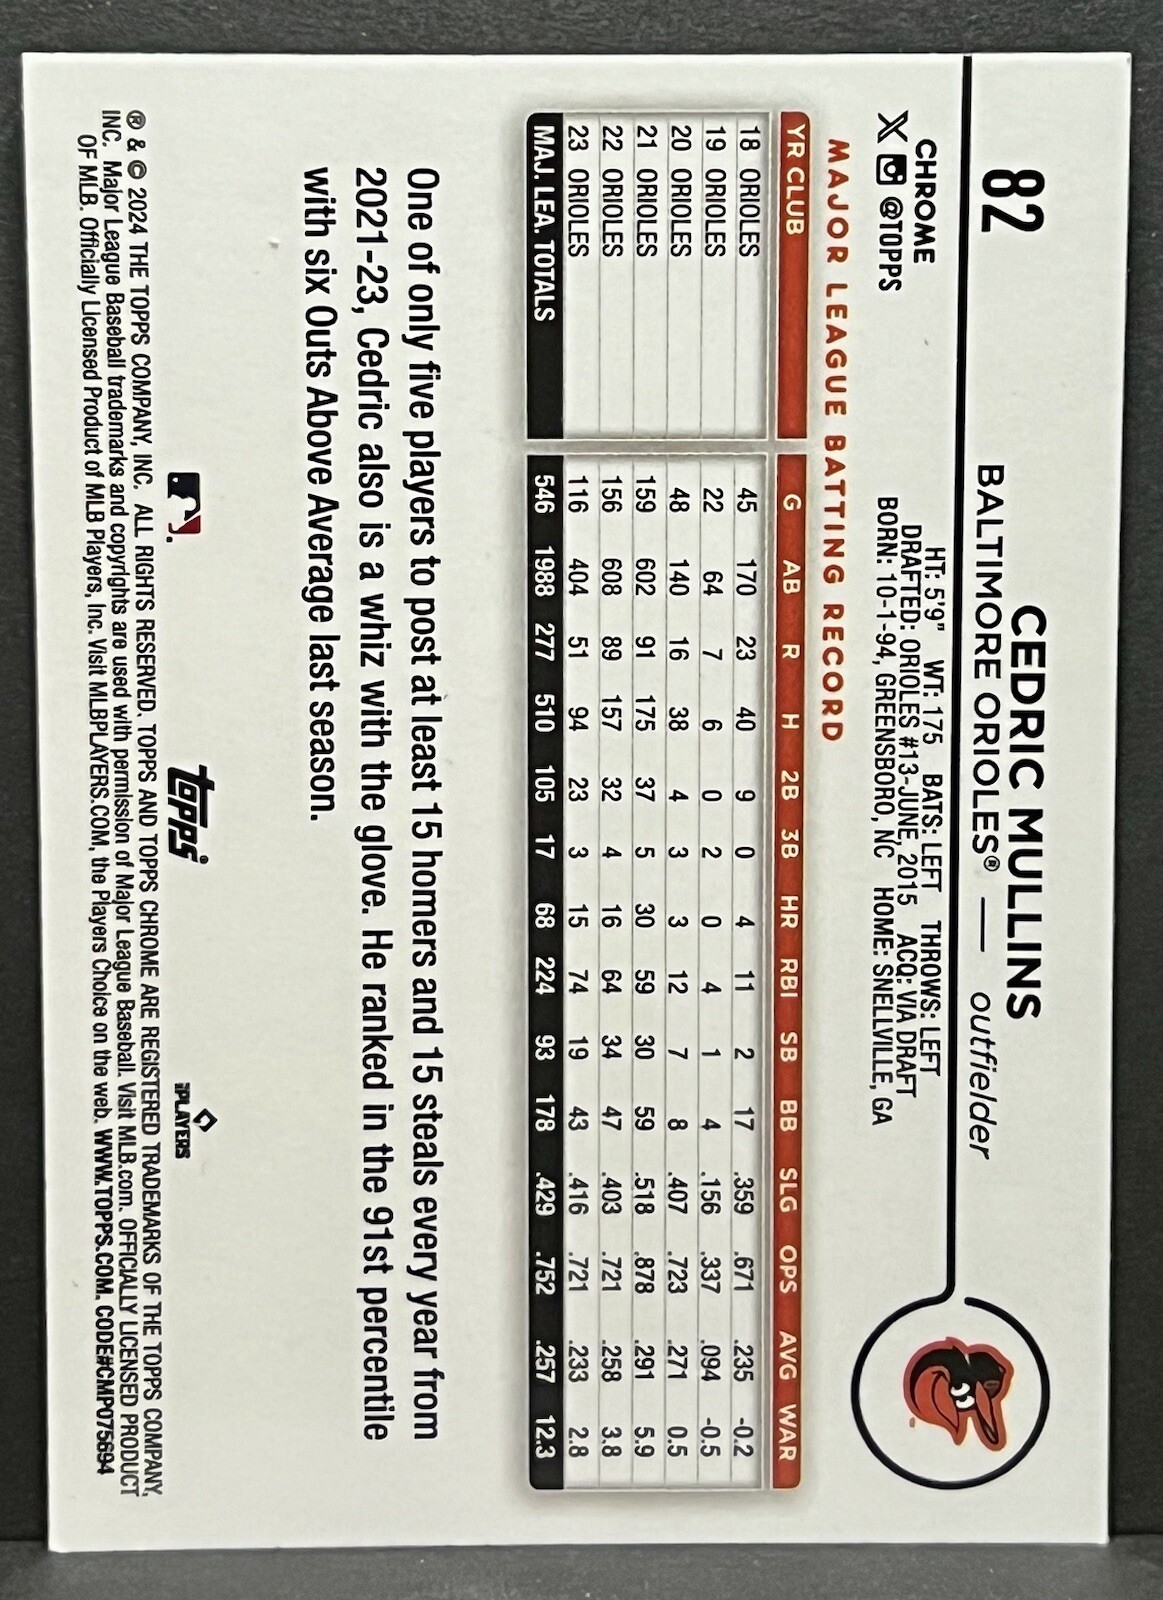 82
CEDRIC MULLINS
BALTIMORE ORIOLES® — outfielder
CHROME
X @TOPPS
HT: 5'9" WT: 175 BATS: LEFT THROWS: LEFT
DRAFTED: ORIOLES #13-JUNE, 2015 ACQ: VIA DRAFT
BORN: 10-1-94, GREENSBORO, NC HOME: SNELLVILLE, GA
MAJOR LEAGUE BATTING RECORD
YR CLUB G AB R H 2B 3B HR RBI SB BB SLG OPS AVG WAR
18 ORIOLES 45 170 23 40 9 0 4 11 2 17 .359 .671 .235 -0.2
19 ORIOLES 22 64 7 6 0 2 0 4 1 4 .156 .337 .094 -0.5
20 ORIOLES 48 140 16 38 4 3 3 12 7 8 .407 .723 .271 0.5
21 ORIOLES 159 602 91 175 37 5 30 59 30 59 .518 .878 .291 5.9
22 ORIOLES 156 608 89 157 32 4 16 64 34 47 .403 .721 .258 3.8
23 ORIOLES 116 404 51 94 23 3 15 74 19 43 .416 .721 .233 2.8
MAJ. LEA. TOTALS 546 1988 277 510 105 17 68 224 93 178 .429 .752 .257 12.3
One of only five players to post at least 15 homers and 15 steals every year from
2021-23, Cedric also is a whiz with the glove. He ranked in the 91st percentile
with six Outs Above Average last season.
topps®
PLAYERS
® & © 2024 THE TOPPS COMPANY, INC. ALL RIGHTS RESERVED. TOPPS AND TOPPS CHROME ARE REGISTERED TRADEMARKS OF THE TOPPS COMPANY,
INC. Major League Baseball trademarks and copyrights are used with permission of Major League Baseball. Visit MLB.com. OFFICIALLY LICENSED PRODUCT
OF MLB. Officially Licensed Product of MLB Players, Inc. Visit MLBPLAYERS.COM, the Players Choice on the web. WWW.TOPPS.COM. CODE#CMP075694